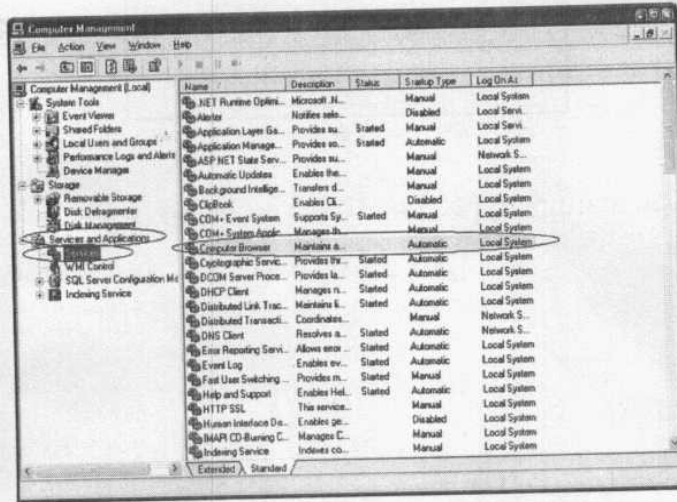 Computer Management
File Action View Window Help
Computer Management (Local)
System Tools
Event Viewer
Shared Folders
Local Users and Groups
Performance Logs and Alerts
Device Manager
Storage
Removable Storage
Disk Defragmenter
Disk Management
Services and Applications
WMI Control
SQL Server Configuration Ma
Indexing Service
Name Description Status Startup Type Log On As
.NET Runtime Optimi... Microsoft .N... Manual Local System
Alerter Notifies sele... Disabled Local Servi...
Application Layer Ga... Provides su... Started Manual Local Servi...
Application Manage... Provides so... Started Automatic Local System
ASP.NET State Serv... Provides su... Manual Network S...
Automatic Updates Enables the... Manual Local System
Background Intellige... Transfers d... Manual Local System
ClipBook Enables Cli... Disabled Local System
COM+ Event System Supports Sy... Started Manual Local System
COM+ System Applic... Manages th... Manual Local System
Computer Browser Maintains a... Automatic Local System
Cryptographic Servic... Provides thr... Started Automatic Local System
DCOM Server Proce... Provides la... Started Automatic Local System
DHCP Client Manages n... Started Automatic Local System
Distributed Link Trac... Maintains li... Started Automatic Local System
Distributed Transacti... Coordinates... Manual Network S...
DNS Client Resolves a... Started Automatic Network S...
Error Reporting Servi... Allows error ... Started Automatic Local System
Event Log Enables ev... Started Automatic Local System
Fast User Switching ... Provides m... Started Manual Local System
Help and Support Enables Hel... Started Automatic Local System
HTTP SSL This service... Manual Local System
Human Interface De... Enables ge... Disabled Local System
IMAPI CD-Burning C... Manages C... Manual Local System
Indexing Service Indexes co... Manual Local System
Extended Standard